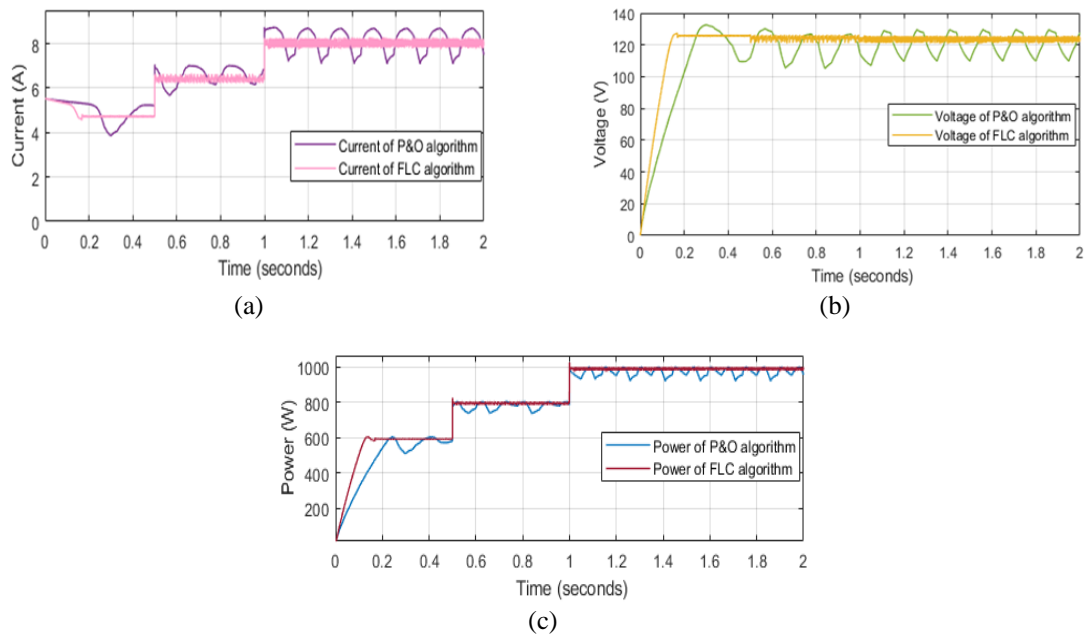 8
6
4
2
0
Current (A)
Current of P&O algorithm
Current of FLC algorithm
0 0.2 0.4 0.6 0.8 1 1.2 1.4 1.6 1.8 2
Time (seconds)
(a)
140
120
100
80
60
40
20
0
Voltage (V)
Voltage of P&O algorithm
Voltage of FLC algorithm
0 0.2 0.4 0.6 0.8 1 1.2 1.4 1.6 1.8 2
Time (seconds)
(b)
1000
800
600
400
200
Power (W)
Power of P&O algorithm
Power of FLC algorithm
0 0.2 0.4 0.6 0.8 1 1.2 1.4 1.6 1.8 2
Time (seconds)
(c)